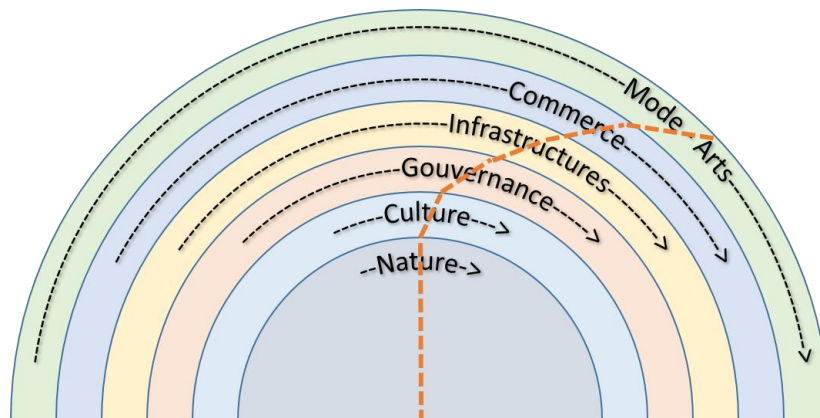 Mode - Arts
Commerce
Infrastructures
Gouvernance
Culture
Nature